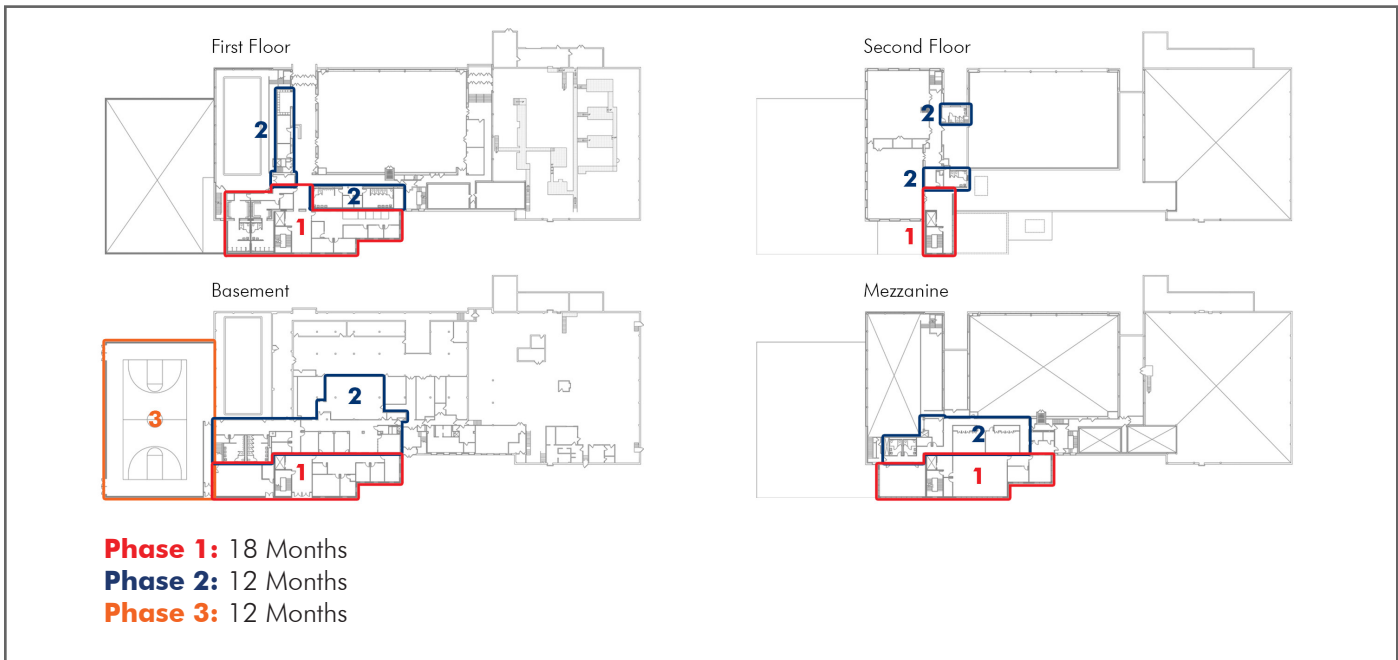 First Floor
2
2
1
Second Floor
2
2
1
Basement
2
3
1
Mezzanine
2
1
Phase 1: 18 Months
Phase 2: 12 Months
Phase 3: 12 Months